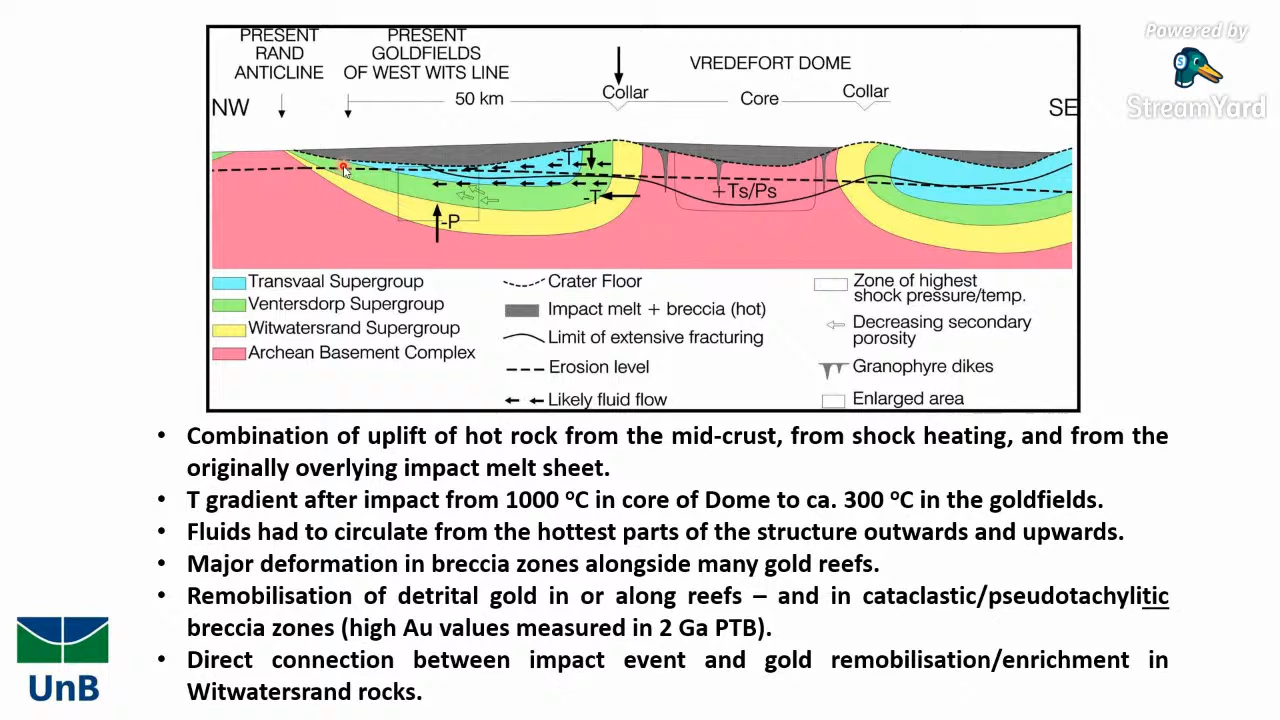 PRESENT
RAND
ANTICLINE
PRESENT
GOLDFIELDS
OF WEST WITS LINE
VREDEFORT DOME
Powered by
StreamYard
NW
50 km
Collar
Core
Collar
SE
-T
-T
+Ts/Ps
-P
Transvaal Supergroup
Ventersdorp Supergroup
Witwatersrand Supergroup
Archean Basement Complex
Crater Floor
Impact melt + breccia (hot)
Limit of extensive fracturing
Erosion level
Likely fluid flow
Zone of highest
shock pressure/temp.
Decreasing secondary
porosity
Granophyre dikes
Enlarged area
• Combination of uplift of hot rock from the mid-crust, from shock heating, and from the
originally overlying impact melt sheet.
• T gradient after impact from 1000 ºC in core of Dome to ca. 300 ºC in the goldfields.
• Fluids had to circulate from the hottest parts of the structure outwards and upwards.
• Major deformation in breccia zones alongside many gold reefs.
• Remobilisation of detrital gold in or along reefs – and in cataclastic/pseudotachylitic
breccia zones (high Au values measured in 2 Ga PTB).
• Direct connection between impact event and gold remobilisation/enrichment in
Witwatersrand rocks.
UnB